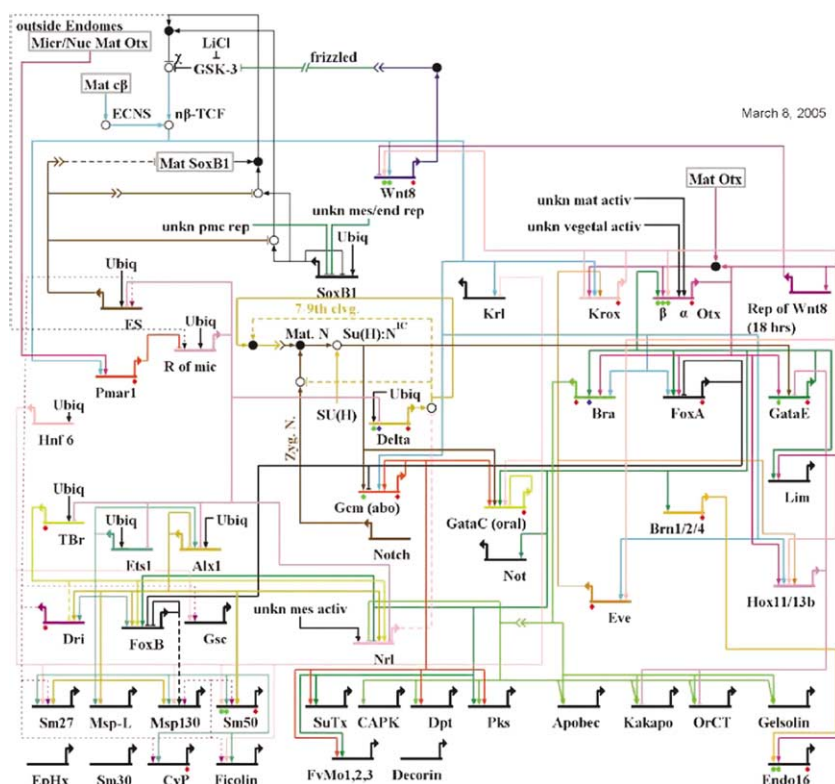 outside Endomes
Micr/Nuc Mat Otx
LiCl
χ
GSK-3
frizzled
Mat cβ
ECNS
nβ-TCF
March 8, 2005
Mat SoxB1
Wnt8
Mat Otx
unkn mat activ
unkn mes/end rep
unkn vegetal activ
unkn pmc rep
Ubiq
Ubiq
SoxB1
Krl
Krox
β α Otx
Rep of Wnt8
(18 hrs)
ES
7-9th clvg.
Ubiq
Mat. N
Su(H):N
IC
R of mic
Pmar1
Ubiq
Ubiq
SU(H)
Delta
Bra
FoxA
GataE
Hnf 6
Zyg. N.
Ubiq
Gcm (abo)
Lim
Ubiq
Ubiq
GataC (oral)
Brn1/2/4
TBr
Ets1
Alx1
Notch
Not
Hox11/13b
unkn mes activ
Eve
Dri
FoxB
Gsc
Nrl
Sm27
Msp-L
Msp130
Sm50
SuTx
CAPK
Dpt
Pks
Apobec
Kakapo
OrCT
Gelsolin
EpHx
Sm30
CyP
Ficolin
FvMo1,2,3
Decorin
Endo16